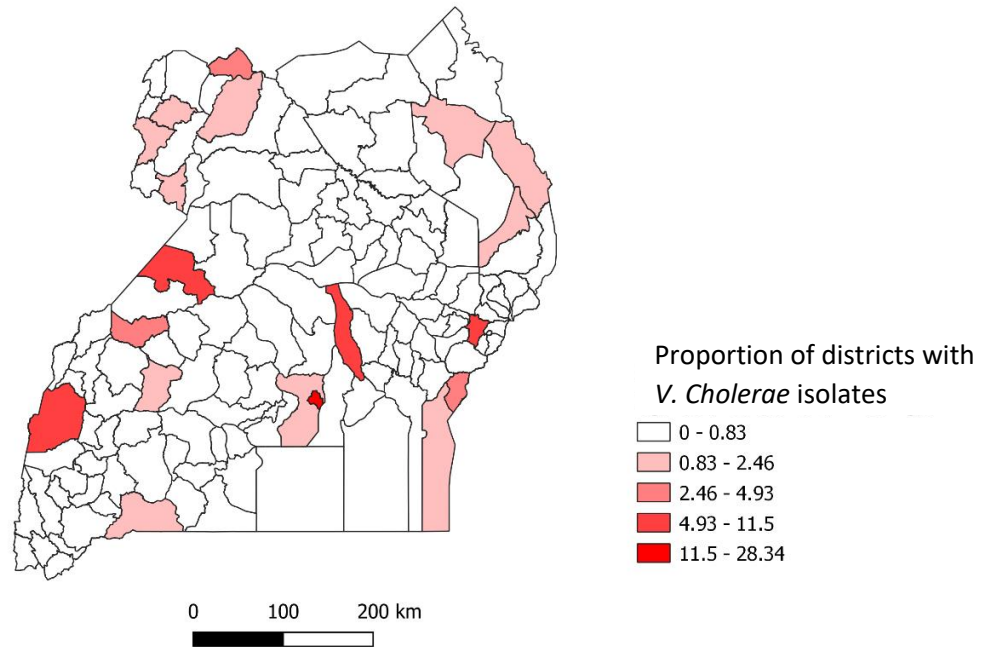 Proportion of districts with
V. Cholerae isolates
0 - 0.83
0.83 - 2.46
2.46 - 4.93
4.93 - 11.5
11.5 - 28.34
0 100 200 km